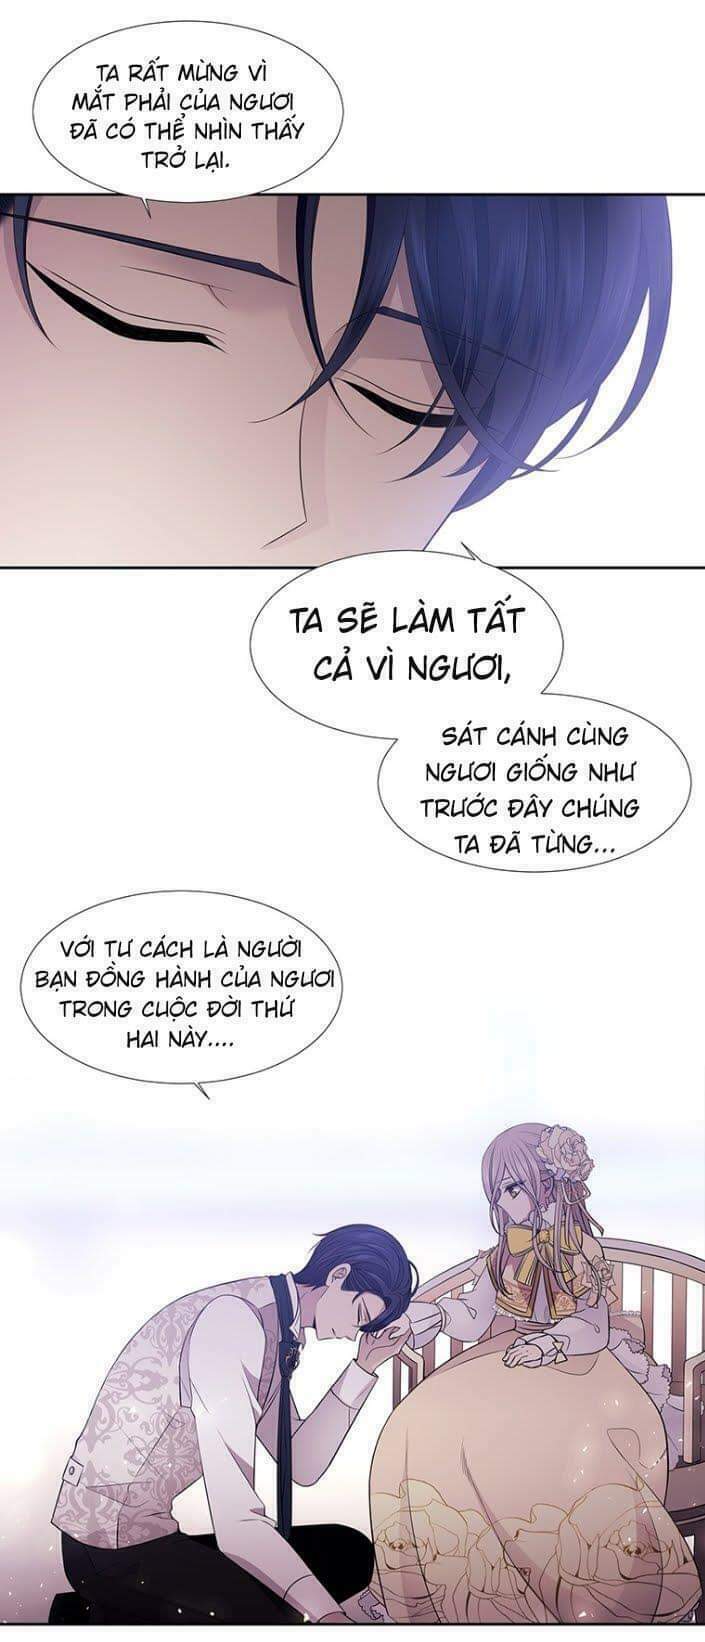 TA RẤT MỪNG VÌ
MẮT PHẢI CỦA NGƯƠI
ĐÃ CÓ THỂ NHÌN THẤY
TRỞ LẠI.
TA SẼ LÀM TẤT
CẢ VÌ NGƯƠI,
SÁT CÁNH CÙNG
NGƯƠI GIỐNG NHƯ
TRƯỚC ĐÂY CHÚNG
TA ĐÃ TỪNG...
VỚI TƯ CÁCH LÀ NGƯỜI
BẠN ĐỒNG HÀNH CỦA NGƯƠI
TRONG CUỘC ĐỜI THỨ
HAI NÀY....